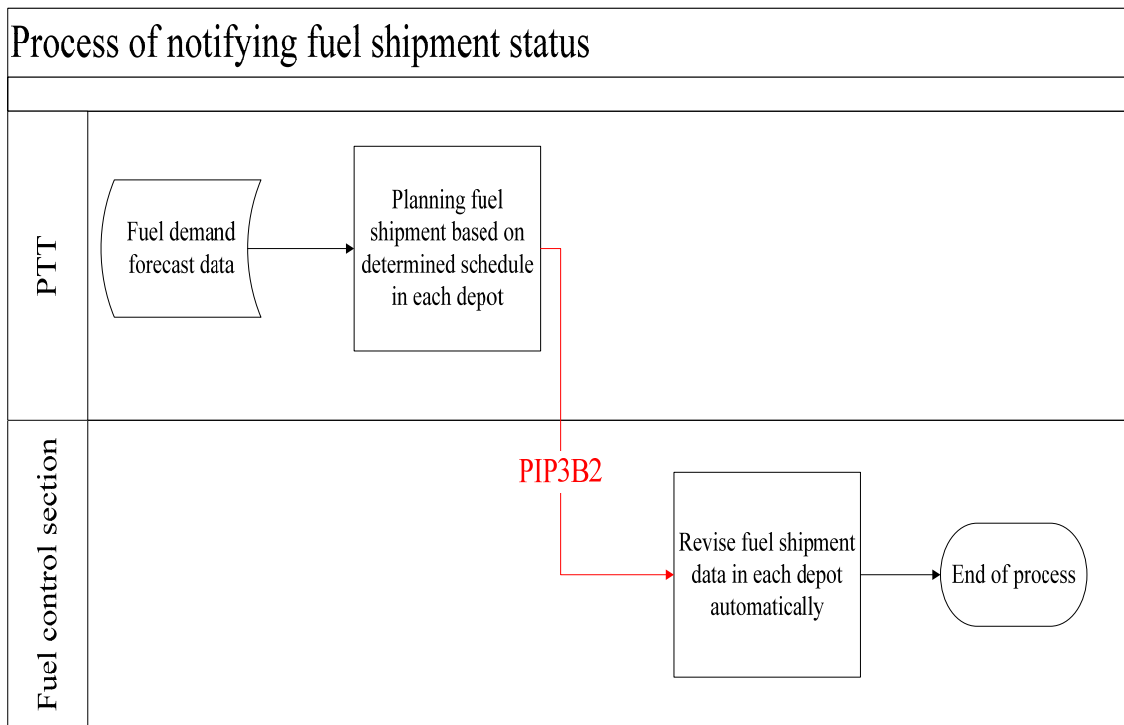 Process of notifying fuel shipment status
PTT
Fuel demand
forecast data
Planning fuel
shipment based on
determined schedule
in each depot
PIP3B2
Fuel control section
Revise fuel shipment
data in each depot
automatically
End of process